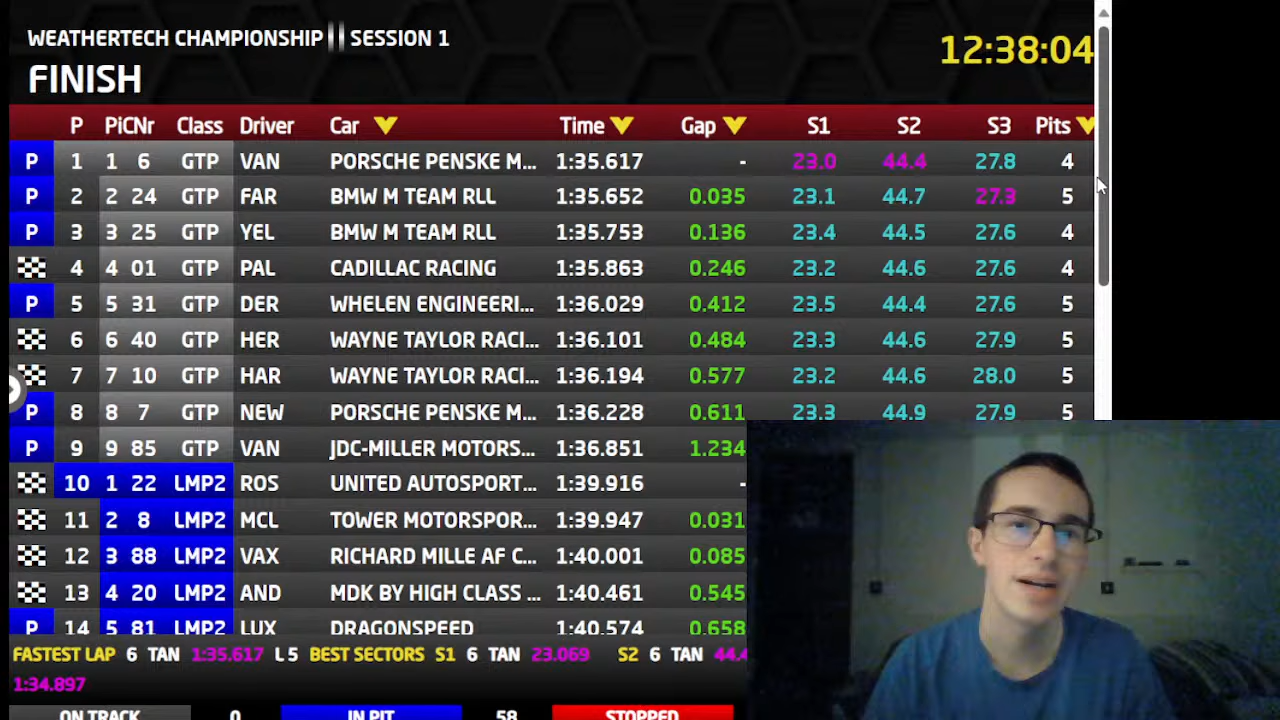 WEATHERTECH CHAMPIONSHIP || SESSION 1
12:38:04
FINISH
P PiC Nr Class Driver Car Time Gap S1 S2 S3 Pits
P 1 1 6 GTP VAN PORSCHE PENSKE M... 1:35.617 - 23.0 44.4 27.8 4
P 2 2 24 GTP FAR BMW M TEAM RLL 1:35.652 0.035 23.1 44.7 27.3 5
P 3 3 25 GTP YEL BMW M TEAM RLL 1:35.753 0.136 23.4 44.5 27.6 4
4 4 01 GTP PAL CADILLAC RACING 1:35.863 0.246 23.2 44.6 27.6 4
P 5 5 31 GTP DER WHELEN ENGINEERI... 1:36.029 0.412 23.5 44.4 27.6 5
6 6 40 GTP HER WAYNE TAYLOR RACI... 1:36.101 0.484 23.3 44.6 27.9 5
7 7 10 GTP HAR WAYNE TAYLOR RACI... 1:36.194 0.577 23.2 44.6 28.0 5
P 8 8 7 GTP NEW PORSCHE PENSKE M... 1:36.228 0.611 23.3 44.9 27.9 5
P 9 9 85 GTP VAN JDC-MILLER MOTORS... 1:36.851 1.234
10 1 22 LMP2 ROS UNITED AUTOSPORT... 1:39.916 -
11 2 8 LMP2 MCL TOWER MOTORSPOR... 1:39.947 0.031
12 3 88 LMP2 VAX RICHARD MILLE AF C... 1:40.001 0.085
13 4 20 LMP2 AND MDK BY HIGH CLASS ... 1:40.461 0.545
P 14 5 81 LMP2 LUX DRAGONSPEED 1:40.574 0.658
FASTEST LAP 6 TAN 1:35.617 L 5 BEST SECTORS S1 6 TAN 23.069 S2 6 TAN 44.4
1:34.897
ON TRACK 0 IN PIT 58 STOPPED